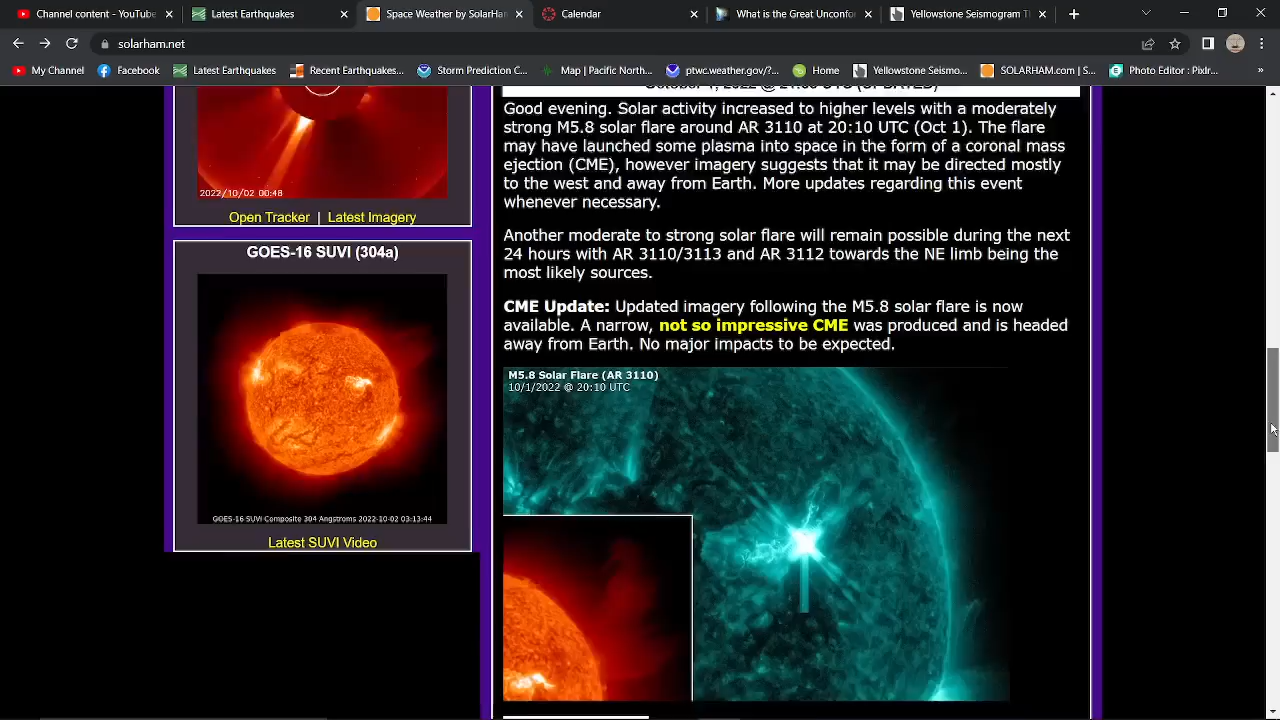 Channel content - YouTube
Latest Earthquakes
Space Weather by SolarHam
Calendar
What is the Great Unconfo
Yellowstone Seismogram
solarham.net
My Channel
Facebook
Latest Earthquakes
Recent Earthquakes...
Storm Prediction C...
Map | Pacific North...
ptwc.weather.gov/?...
Home
Yellowstone Seismo...
SOLARHAM.com | S...
Photo Editor : Pixlr...
»
2022/10/02 00:48
Open Tracker | Latest Imagery
GOES-16 SUVI (304a)
GOES-16 SUVI Composite 304 Angstroms 2022-10-02 03:13:44
Latest SUVI Video
Good evening. Solar activity increased to higher levels with a moderately
strong M5.8 solar flare around AR 3110 at 20:10 UTC (Oct 1). The flare
may have launched some plasma into space in the form of a coronal mass
ejection (CME), however imagery suggests that it may be directed mostly
to the west and away from Earth. More updates regarding this event
whenever necessary.
Another moderate to strong solar flare will remain possible during the next
24 hours with AR 3110/3113 and AR 3112 towards the NE limb being the
most likely sources.
CME Update: Updated imagery following the M5.8 solar flare is now
available. A narrow, not so impressive CME was produced and is headed
away from Earth. No major impacts to be expected.
M5.8 Solar Flare (AR 3110)
10/1/2022 @ 20:10 UTC